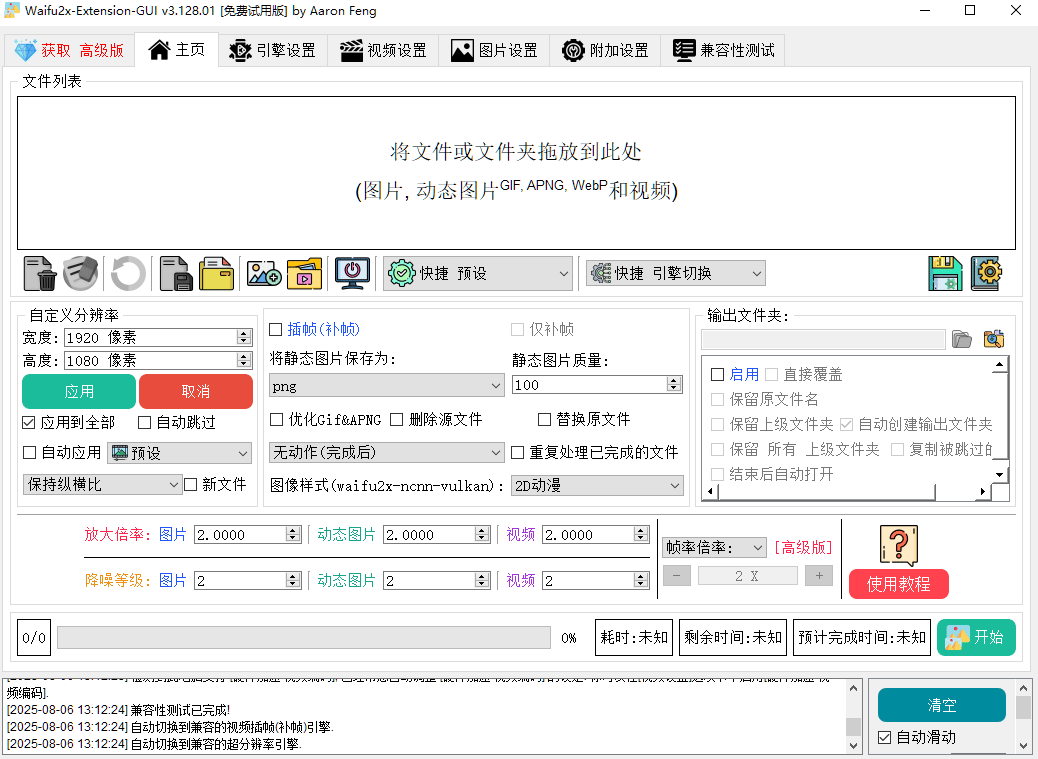 Waifu2x-Extension-GUI v3.128.01 [免费试用版] by Aaron Feng
获取 高级版 主页 引擎设置 视频设置 图片设置 附加设置 兼容性测试
文件列表
将文件或文件夹拖放到此处
(图片, 动态图片GIF, APNG, WebP和视频)
快捷 预设 快捷 引擎切换
自定义分辨率
宽度: 1920 像素
高度: 1080 像素
应用 取消
应用到全部 自动跳过
自动应用 预设
保持纵横比 新文件
插帧(补帧) 仅补帧
将静态图片保存为: 静态图片质量:
png 100
优化Gif&APNG 删除源文件 替换原文件
无动作(完成后) 重复处理已完成的文件
图像样式(waifu2x-ncnn-vulkan): 2D动漫
输出文件夹:
启用 直接覆盖
保留原文件名
保留上级文件夹 自动创建输出文件夹
保留 所有 上级文件夹 复制被跳过的
结束后自动打开
放大倍率: 图片 2.0000 动态图片 2.0000 视频 2.0000
降噪等级: 图片 2 动态图片 2 视频 2
帧率倍率: [高级版]
- 2 X +
使用教程
0/0 0% 耗时:未知 剩余时间:未知 预计完成时间:未知 开始
频编码].
[2025-08-06 13:12:24] 兼容性测试已完成!
[2025-08-06 13:12:24] 自动切换到兼容的视频插帧(补帧)引擎.
[2025-08-06 13:12:24] 自动切换到兼容的超分辨率引擎.
清空
自动滑动